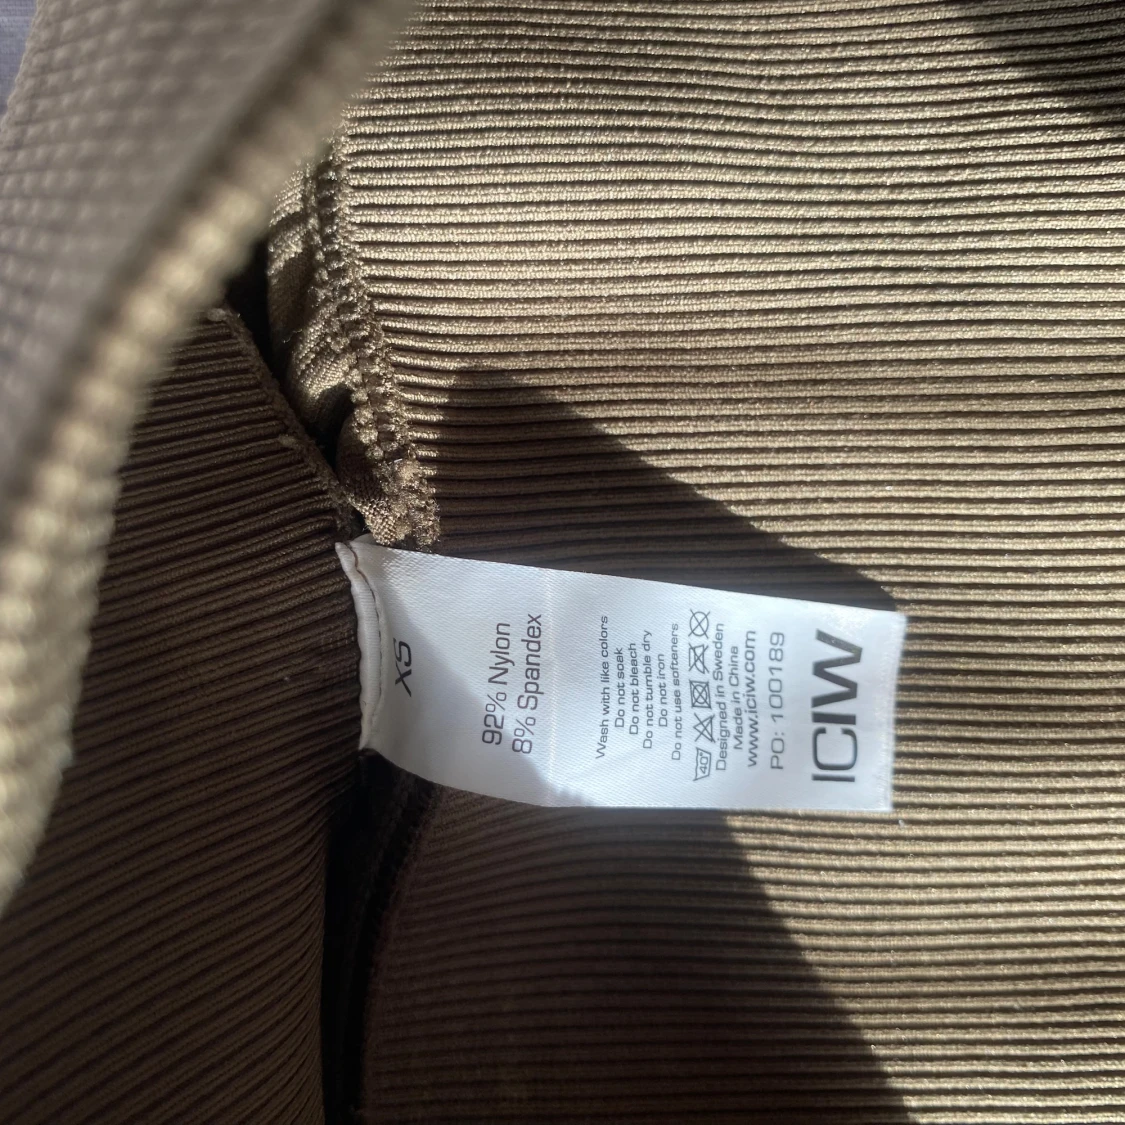 XS
92% Nylon
8% Spandex
Wash with like colors
Do not soak
Do not bleach
Do not tumble dry
Do not iron
Do not use softeners
40°
Designed in Sweden
Made in China
www.iciw.com
PO: 100189
ICIW